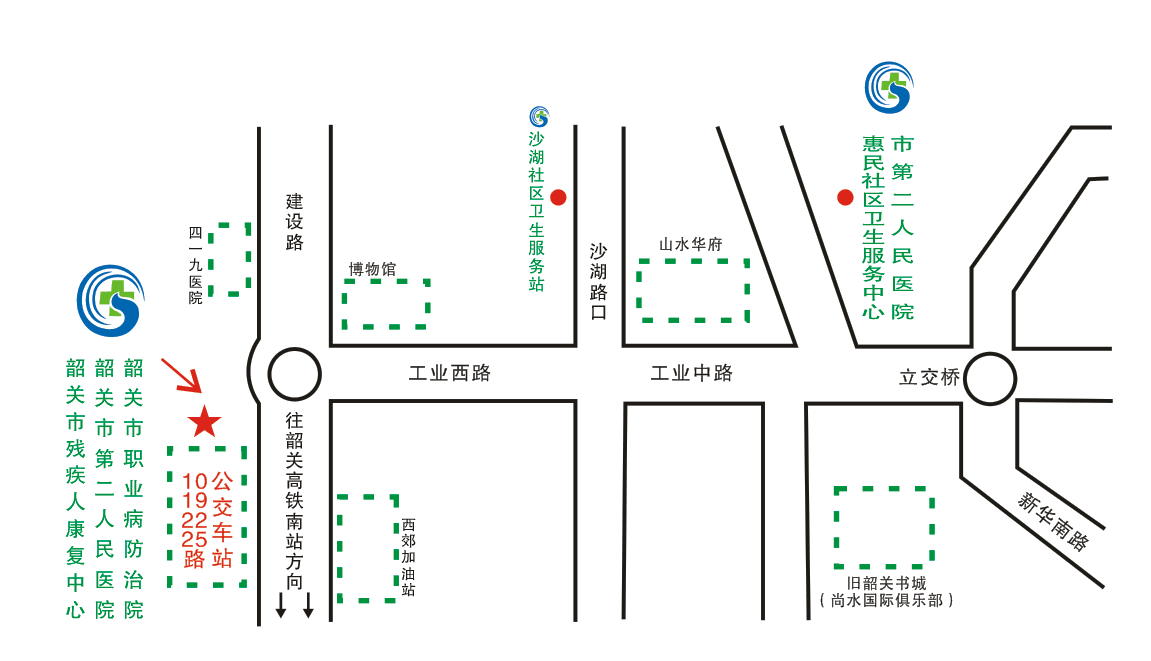 韶关市职业病防治院
韶关市第二人民医院
韶关市残疾人康复中心
四一九医院
公交车站
10
19
22
25
路
建设路
往韶关高铁南站方向
博物馆
工业西路
西郊加油站
沙湖社区卫生服务站
沙湖路口
山水华府
工业中路
市第二人民医院
惠民社区卫生服务中心
立交桥
新华南路
旧韶关书城
（尚水国际俱乐部）